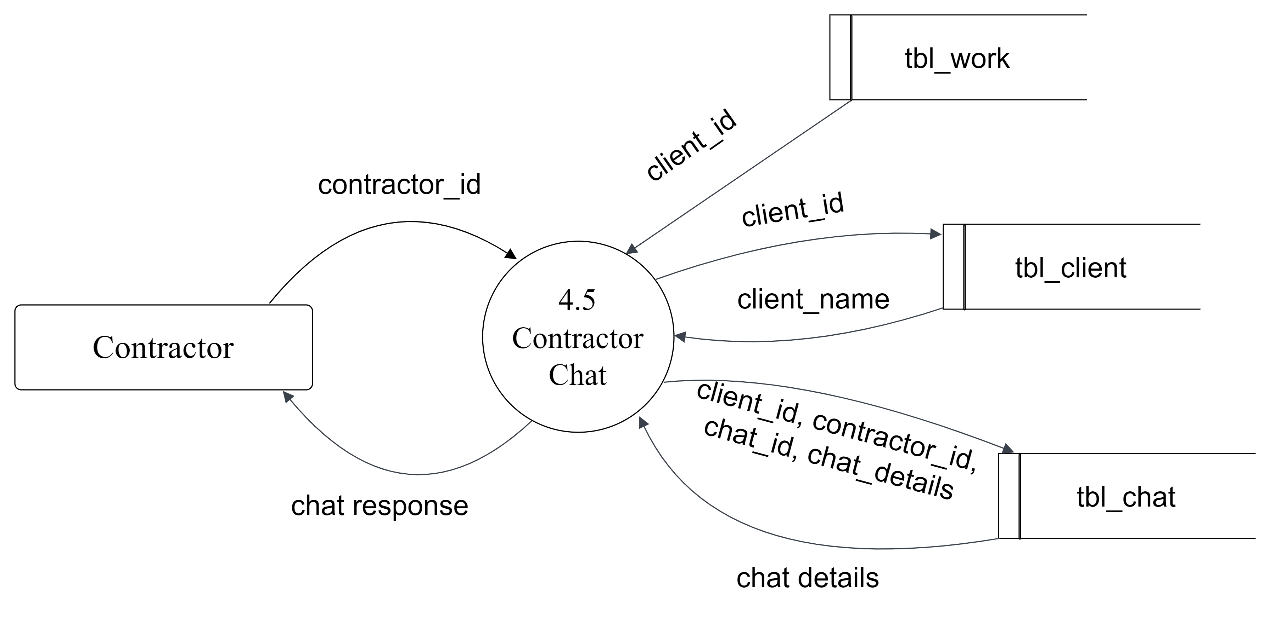 tbl_work
client_id
contractor_id
client_id
tbl_client
4.5
Contractor
Chat
client_name
Contractor
client_id, contractor_id,
chat_id, chat_details
tbl_chat
chat response
chat details